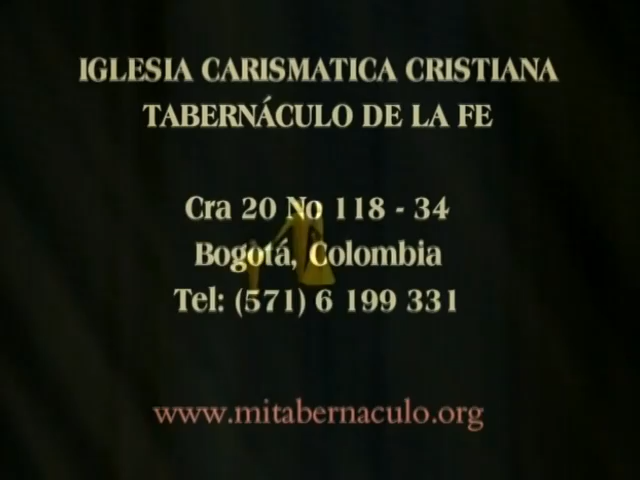 IGLESIA CARISMATICA CRISTIANA
TABERNÁCULO DE LA FE
Cra 20 No 118 - 34
Bogotá, Colombia
Tel: (571) 6 199 331
www.mitabernaculo.org